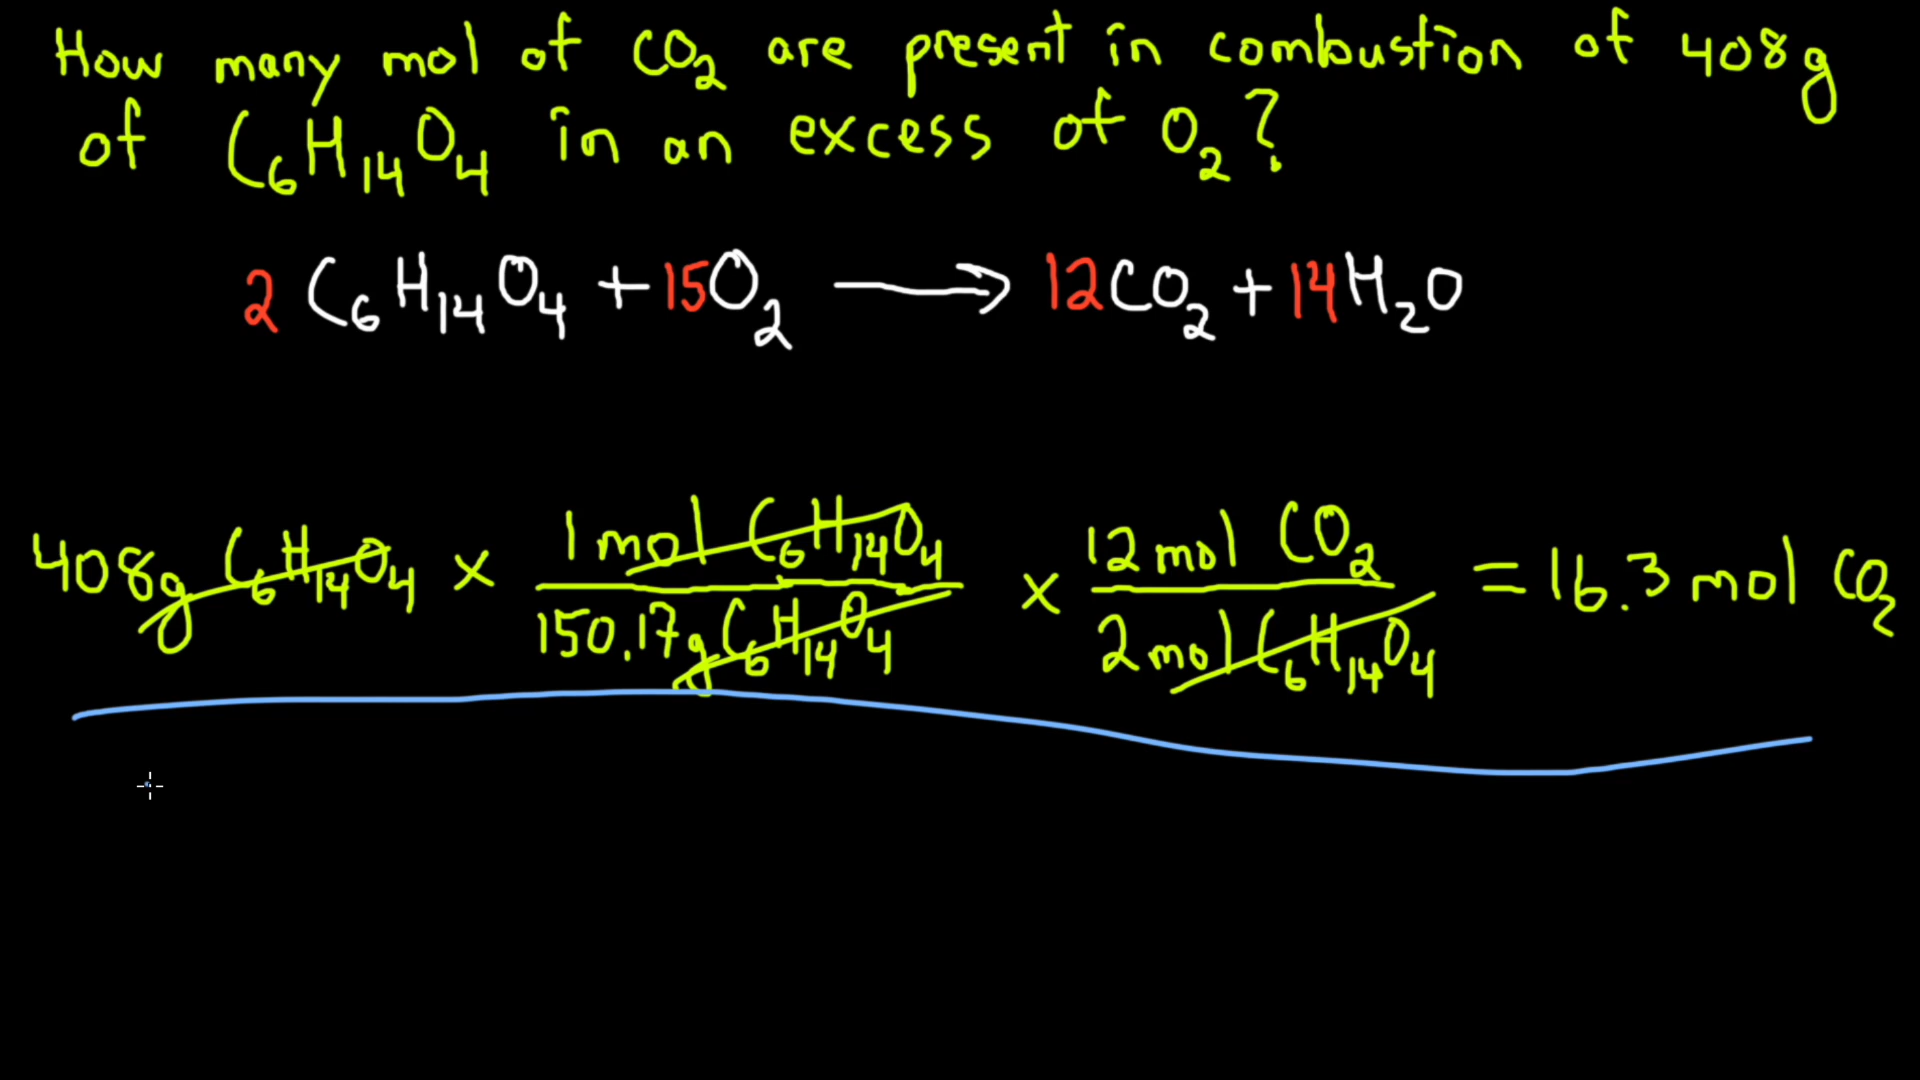 How many mol of CO₂ are present in combustion of 408g
of C₆H₁₄O₄ in an excess of O₂?
2 C₆H₁₄O₄ + 15O₂ → 12CO₂ + 14H₂O
1 mol C₆H₁₄O₄ 12 mol CO₂
408g C₆H₁₄O₄ × × = 16.3 mol CO₂
150.17g C₆H₁₄O₄ 2 mol C₆H₁₄O₄